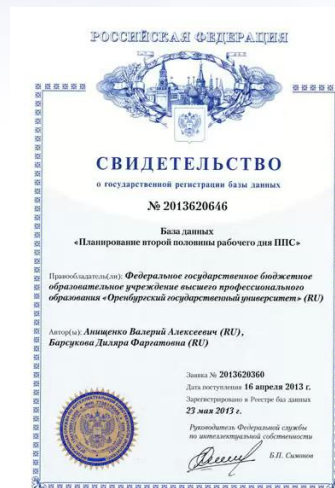 РОССИЙСКАЯ ФЕДЕРАЦИЯ
СВИДЕТЕЛЬСТВО
о государственной регистрации базы данных
№ 2013620646
База данных
«Планирование второй половины рабочего дня ППС»
Правообладатель(ли): Федеральное государственное бюджетное
образовательное учреждение высшего профессионального
образования «Оренбургский государственный университет» (RU)
Автор(ы): Анищенко Валерий Алексеевич (RU),
Барсукова Диляра Фаргатовна (RU)
Заявка № 2013620360
Дата поступления 16 апреля 2013 г.
Зарегистрировано в Реестре баз данных
23 мая 2013 г.
Руководитель Федеральной службы
по интеллектуальной собственности
Б.П. Симонов